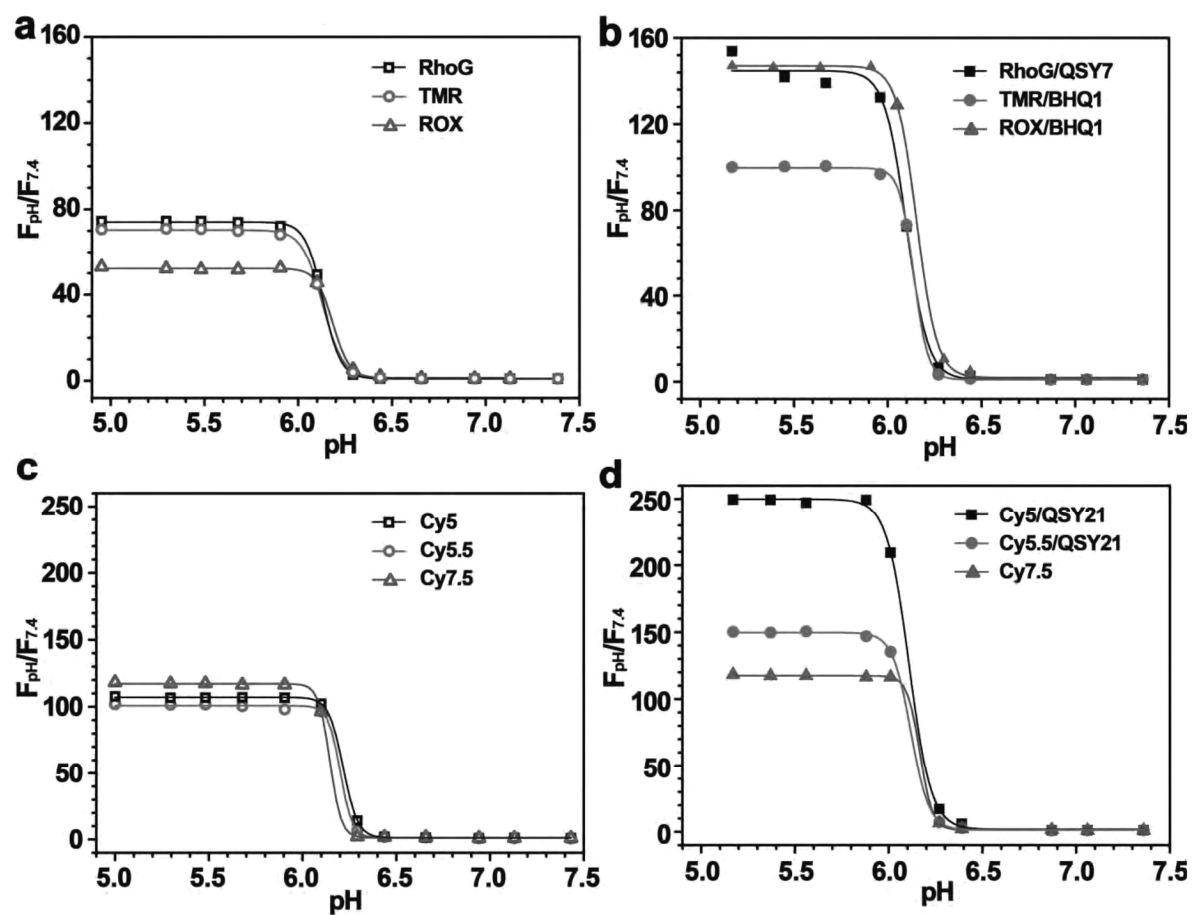 a
160
120
80
40
0
F_pH/F_7.4
RhoG
TMR
ROX
5.0 5.5 6.0 6.5 7.0 7.5
pH
b
160
120
80
40
0
F_pH/F_7.4
RhoG/QSY7
TMR/BHQ1
ROX/BHQ1
5.0 5.5 6.0 6.5 7.0 7.5
pH
c
250
200
150
100
50
0
F_pH/F_7.4
Cy5
Cy5.5
Cy7.5
5.0 5.5 6.0 6.5 7.0 7.5
pH
d
250
200
150
100
50
0
F_pH/F_7.4
Cy5/QSY21
Cy5.5/QSY21
Cy7.5
5.0 5.5 6.0 6.5 7.0 7.5
pH